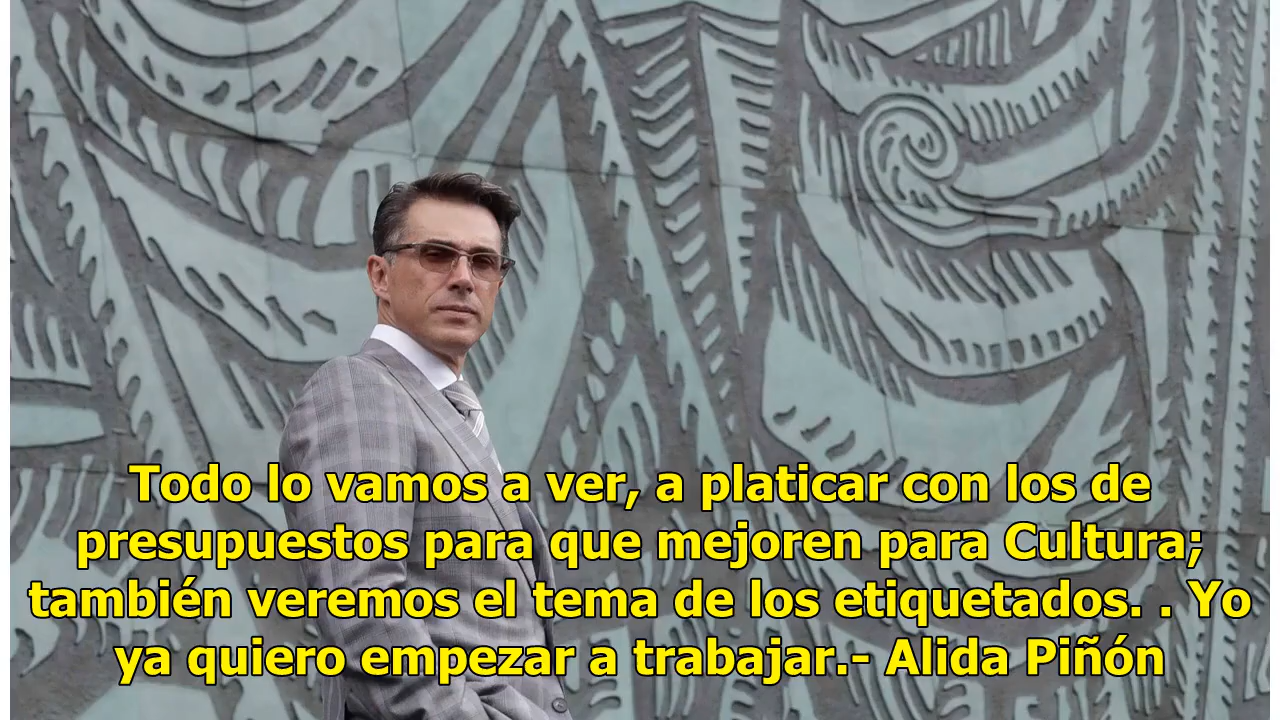 Todo lo vamos a ver, a platicar con los de
presupuestos para que mejoren para Cultura;
también veremos el tema de los etiquetados. . Yo
ya quiero empezar a trabajar.- Alida Piñón